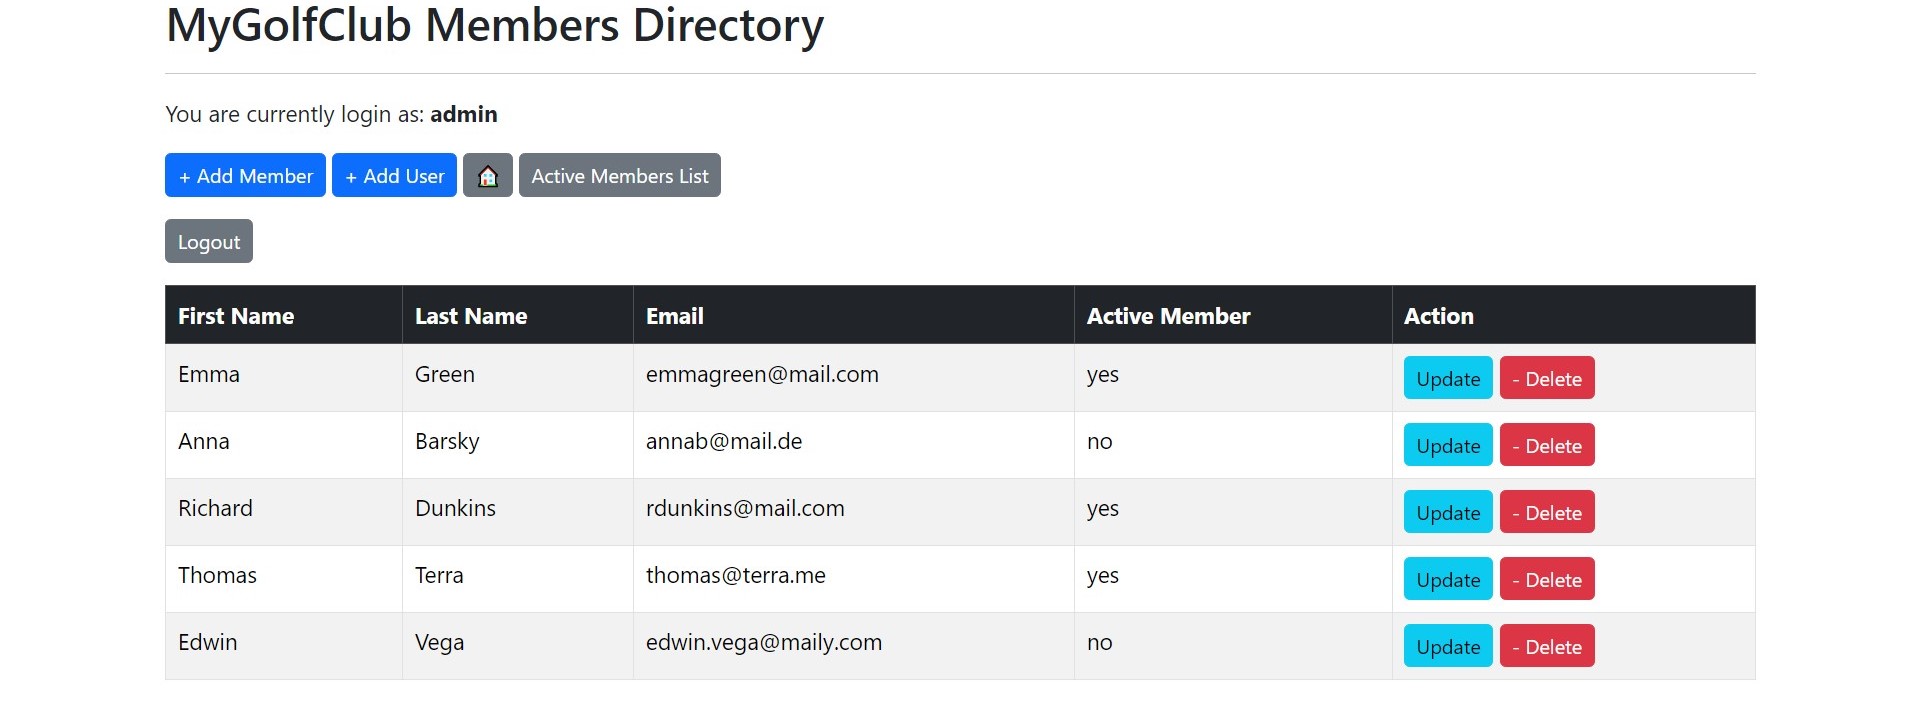 MyGolfClub Members Directory
You are currently login as: admin
+ Add Member + Add User Active Members List
Logout
First Name Last Name Email Active Member Action
Emma Green emmagreen@mail.com yes Update - Delete
Anna Barsky annab@mail.de no Update - Delete
Richard Dunkins rdunkins@mail.com yes Update - Delete
Thomas Terra thomas@terra.me yes Update - Delete
Edwin Vega edwin.vega@maily.com no Update - Delete